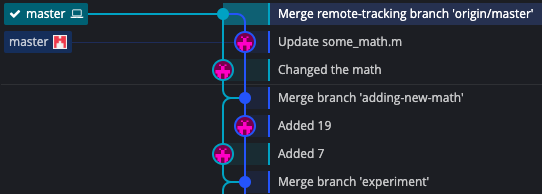 master Merge remote-tracking branch 'origin/master'
master Update some_math.m
Changed the math
Merge branch 'adding-new-math'
Added 19
Added 7
Merge branch 'experiment'